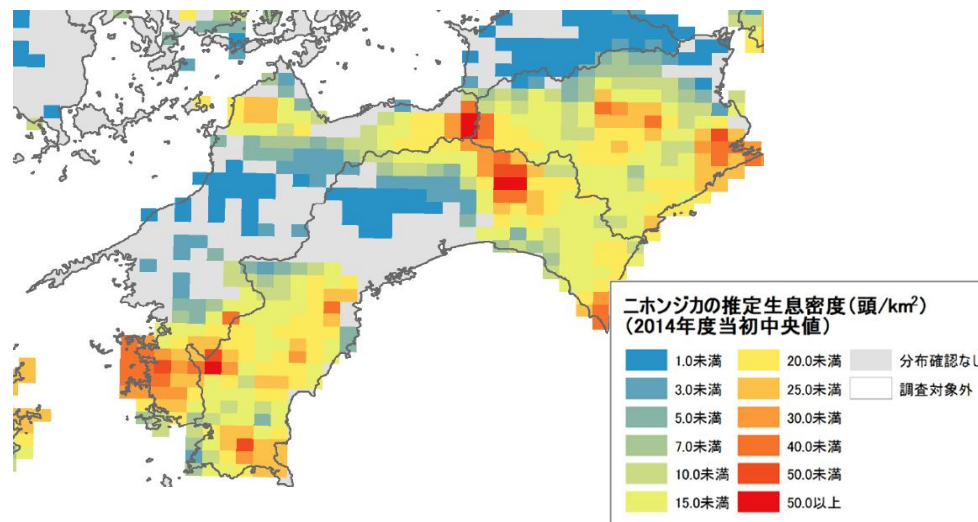 ニホンジカの推定生息密度(頭/km²)
(2014年度当初中央値)
1.0未満 20.0未満 分布確認なし
3.0未満 25.0未満 調査対象外
5.0未満 30.0未満
7.0未満 40.0未満
10.0未満 50.0未満
15.0未満 50.0以上